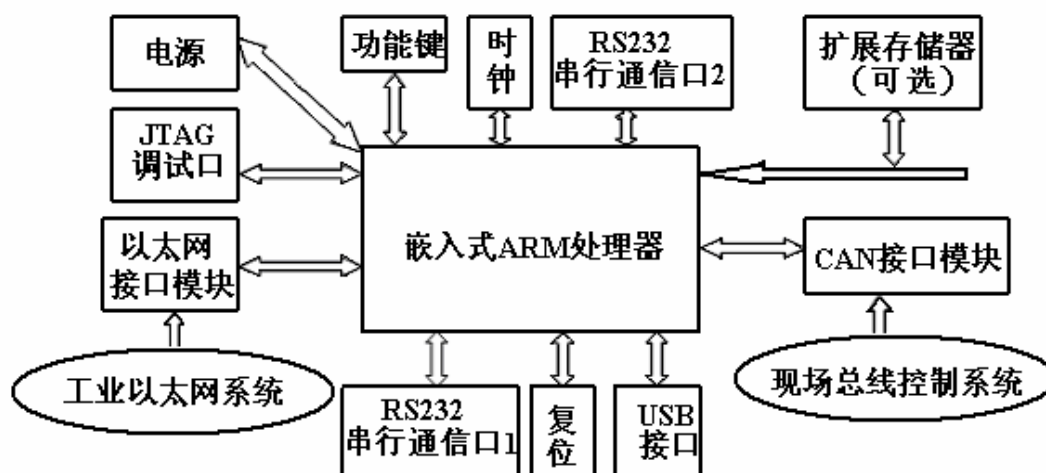 电源
功能键
时
钟
RS232
串行通信口2
扩展存储器
(可选)
JTAG
调试口
嵌入式ARM处理器
以太网
接口模块
CAN接口模块
工业以太网系统
现场总线控制系统
RS232
串行通信口1
复
位
USB
接口